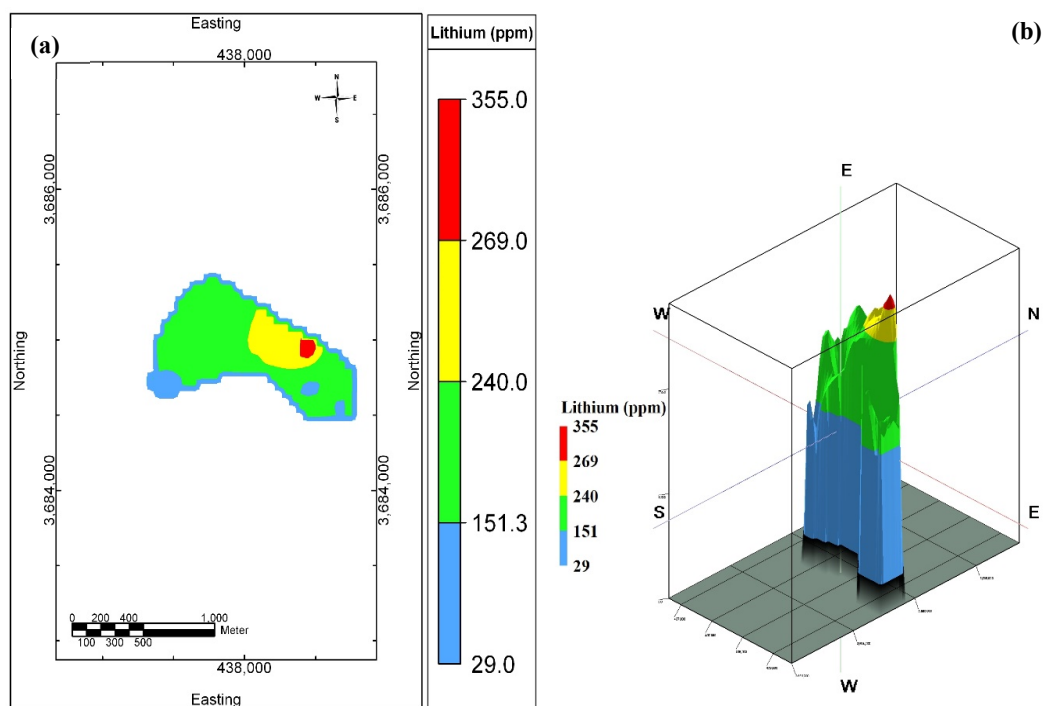 Easting
Lithium (ppm)
(a)
(b)
438,000
N
W E
S
355.0
3,686,000
3,686,000
269.0
240.0
151.3
29.0
Northing
Northing
3,684,000
3,684,000
0 200 400 1,000
Meter
100 300 500
438,000
Easting
E
W
N
Lithium (ppm)
355
269
240
151
29
S
E
W